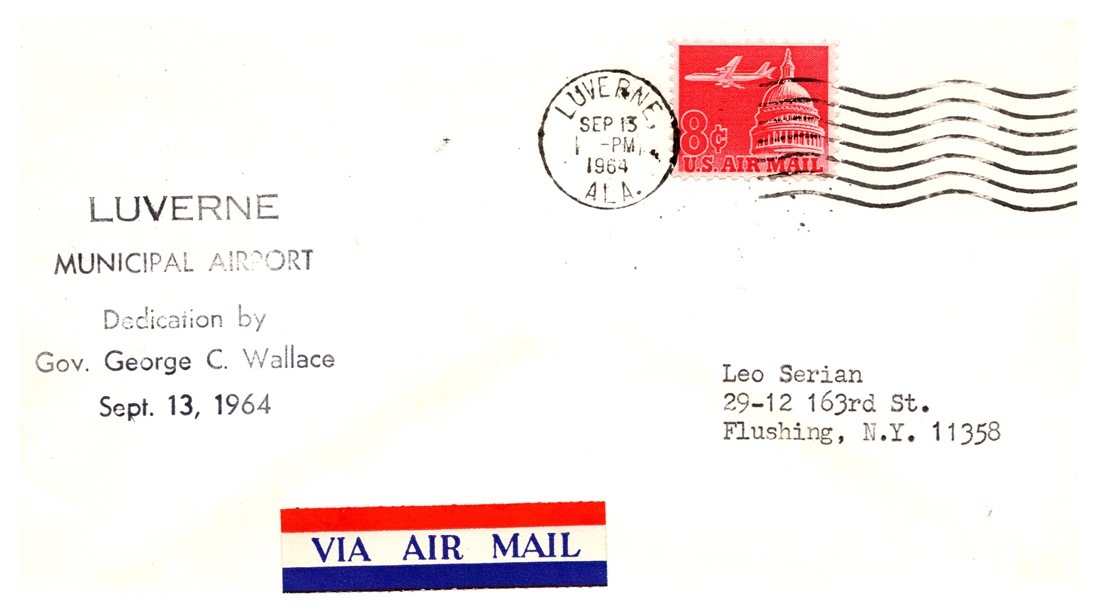 LUVERNE
MUNICIPAL AIRPORT
Dedication by
Gov. George C. Wallace
Sept. 13, 1964
LUVERNE,
SEP 13
1 -PM
1964
ALA.
8¢
U.S. AIR MAIL
Leo Serian
29-12 163rd St.
Flushing, N.Y. 11358
VIA AIR MAIL